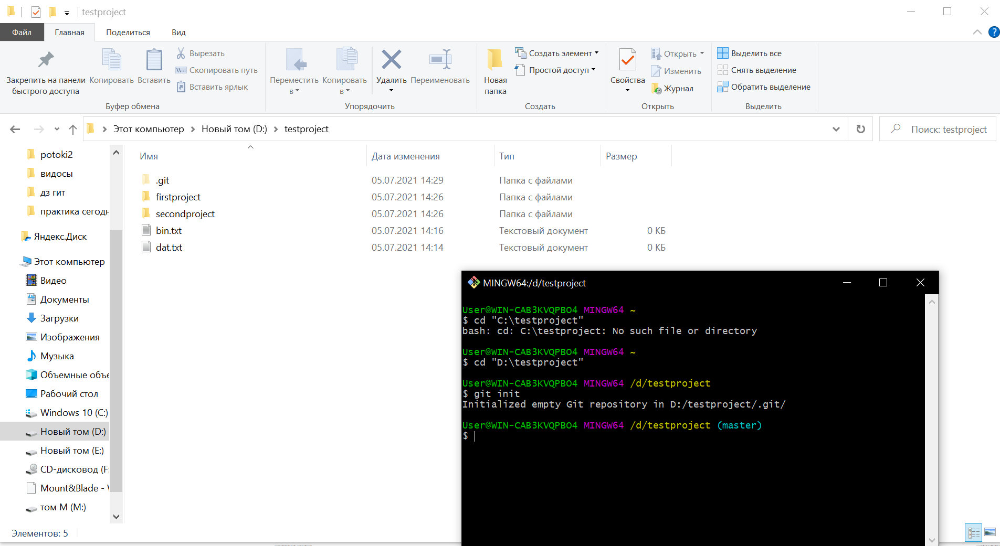 testproject
Файл Главная Поделиться Вид
Закрепить на панели быстрого доступа
Копировать
Вставить
Вырезать
Скопировать путь
Вставить ярлык
Буфер обмена
Переместить в
Копировать в
Удалить
Переименовать
Упорядочить
Новая папка
Создать элемент
Простой доступ
Создать
Свойства
Открыть
Изменить
Журнал
Открыть
Выделить все
Снять выделение
Обратить выделение
Выделить
Этот компьютер > Новый том (D:) > testproject
Поиск: testproject
potoki2
видосы
дз гит
практика сегодн
Яндекс.Диск
Этот компьютер
Видео
Документы
Загрузки
Изображения
Музыка
Объемные объе
Рабочий стол
Windows 10 (C:)
Новый том (D:)
Новый том (E:)
CD-дисковод (F:
Mount&Blade - \
том M (M:)
Имя Дата изменения Тип Размер
.git 05.07.2021 14:29 Папка с файлами
firstproject 05.07.2021 14:26 Папка с файлами
secondproject 05.07.2021 14:26 Папка с файлами
bin.txt 05.07.2021 14:16 Текстовый документ 0 КБ
dat.txt 05.07.2021 14:14 Текстовый документ 0 КБ
MINGW64:/d/testproject
User@WIN-CAB3KVQPBO4 MINGW64 ~
$ cd "C:\testproject"
bash: cd: C:\testproject: No such file or directory
User@WIN-CAB3KVQPBO4 MINGW64 ~
$ cd "D:\testproject"
User@WIN-CAB3KVQPBO4 MINGW64 /d/testproject
$ git init
Initialized empty Git repository in D:/testproject/.git/
User@WIN-CAB3KVQPBO4 MINGW64 /d/testproject (master)
$
Элементов: 5